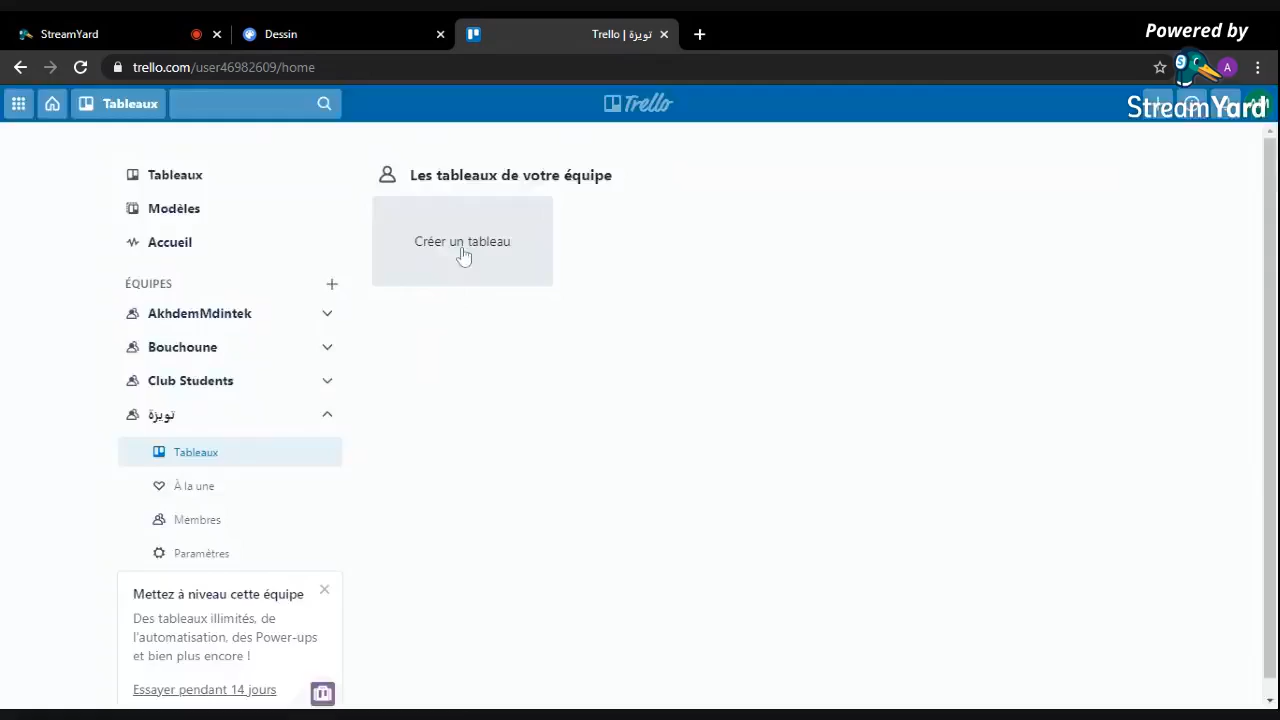 StreamYard
Dessin
Trello | تويزة
Powered by
trello.com/user46982609/home
A
Tableaux
Trello
StreamYard
Tableaux
Les tableaux de votre équipe
Modèles
Créer un tableau
Accueil
ÉQUIPES
AkhdemMdintek
Bouchoune
Club Students
تويزة
Tableaux
À la une
Membres
Paramètres
Mettez à niveau cette équipe
Des tableaux illimités, de
l'automatisation, des Power-ups
et bien plus encore !
Essayer pendant 14 jours